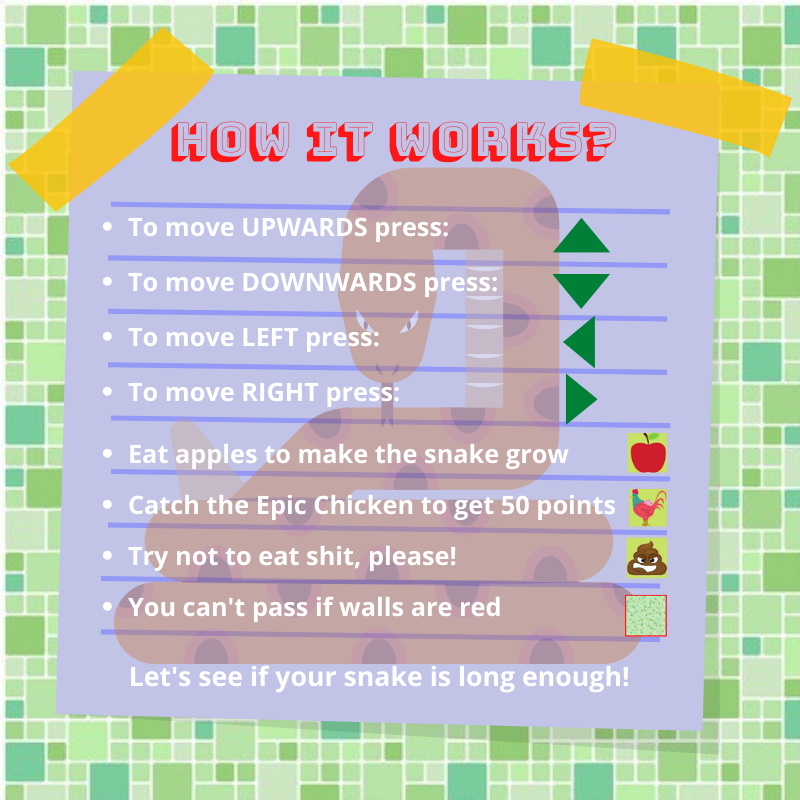 HOW IT WORKS?
• To move UPWARDS press:
• To move DOWNWARDS press:
• To move LEFT press:
• To move RIGHT press:
• Eat apples to make the snake grow
• Catch the Epic Chicken to get 50 points
• Try not to eat shit, please!
• You can't pass if walls are red
Let's see if your snake is long enough!